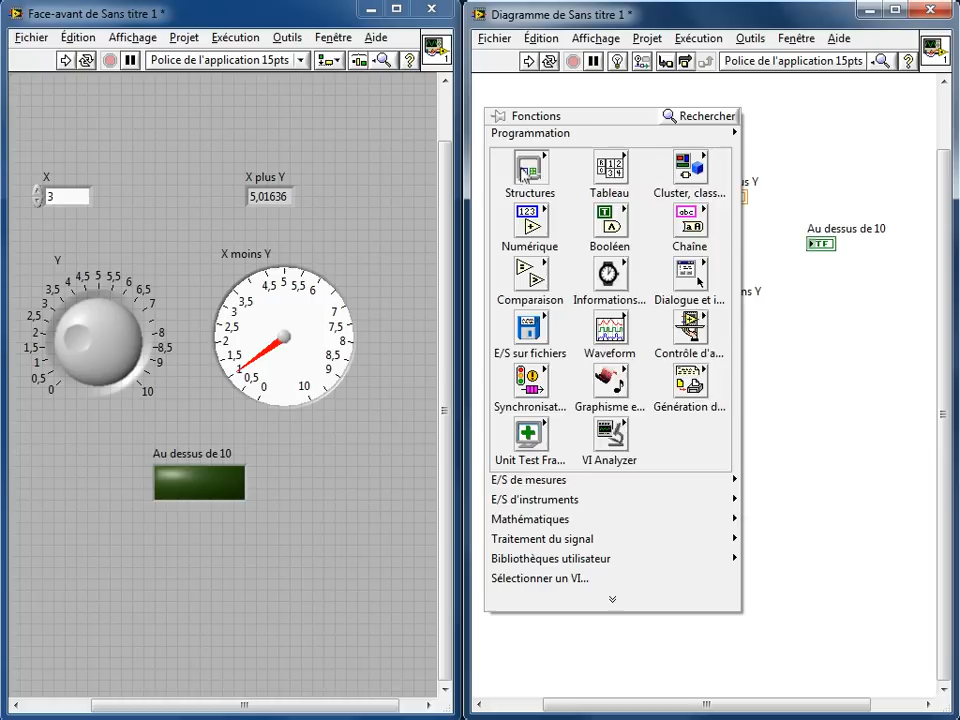 Face-avant de Sans titre 1 *
Fichier Édition Affichage Projet Exécution Outils Fenêtre Aide
Police de l'application 15pts
?
1
X
3
X plus Y
5,01636
Y
0
0,5
1
1,5
2
2,5
3
3,5
4
4,5
5
5,5
6
6,5
7
8
8,5
9
10
X moins Y
0
0,5
1
1,5
2
2,5
3
3,5
4,5
5
5,5
6
7
7,5
8
8,5
9
10
Au dessus de 10
Diagramme de Sans titre 1 *
Fichier Édition Affichage Projet Exécution Outils Fenêtre Aide
Police de l'application 15pts
?
1
Fonctions
Rechercher
Programmation
Structures
Tableau
Cluster, class...
123
abc
aA
Numérique
Booléen
Chaîne
Comparaison
Informations...
Dialogue et i...
E/S sur fichiers
Waveform
Contrôle d'a...
Synchronisat...
Graphisme e...
Génération d...
Unit Test Fra...
VI Analyzer
E/S de mesures
E/S d'instruments
Mathématiques
Traitement du signal
Bibliothèques utilisateur
Sélectionner un VI...
us Y
Au dessus de 10
TF
ns Y